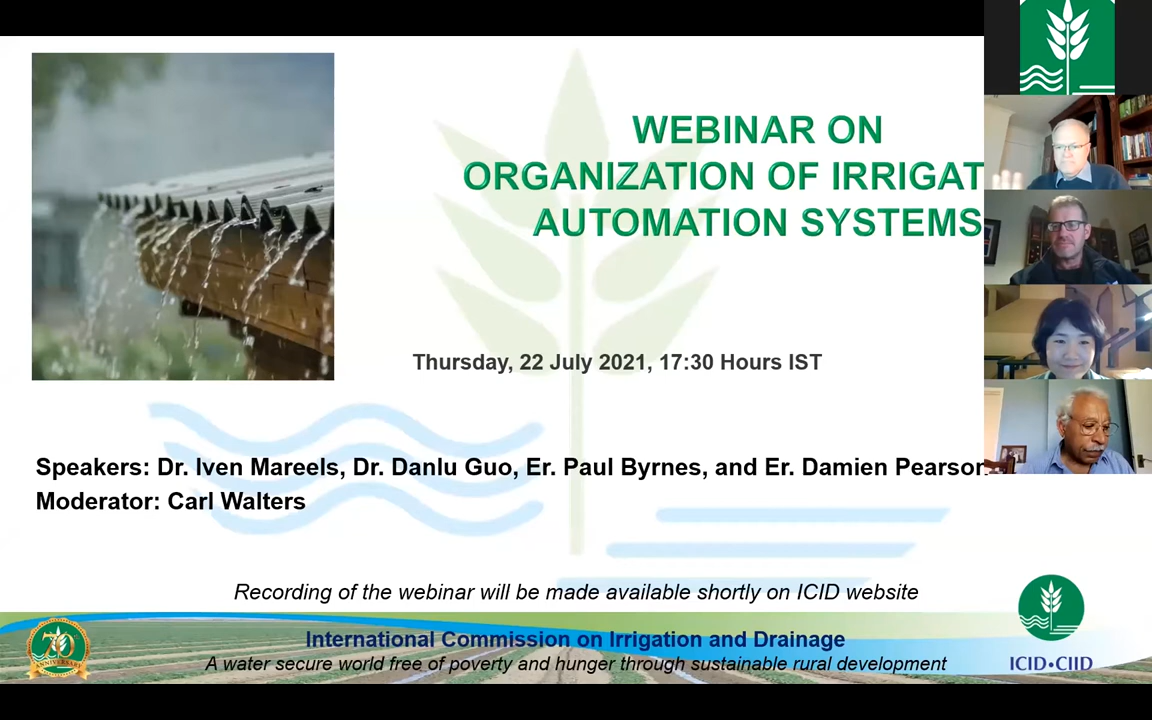 WEBINAR ON
ORGANIZATION OF IRRIGAT
AUTOMATION SYSTEMS
Thursday, 22 July 2021, 17:30 Hours IST
Speakers: Dr. Iven Mareels, Dr. Danlu Guo, Er. Paul Byrnes, and Er. Damien Pearson
Moderator: Carl Walters
Recording of the webinar will be made available shortly on ICID website
International Commission on Irrigation and Drainage
A water secure world free of poverty and hunger through sustainable rural development
70
ANNIVERSARY
ICID•CIID